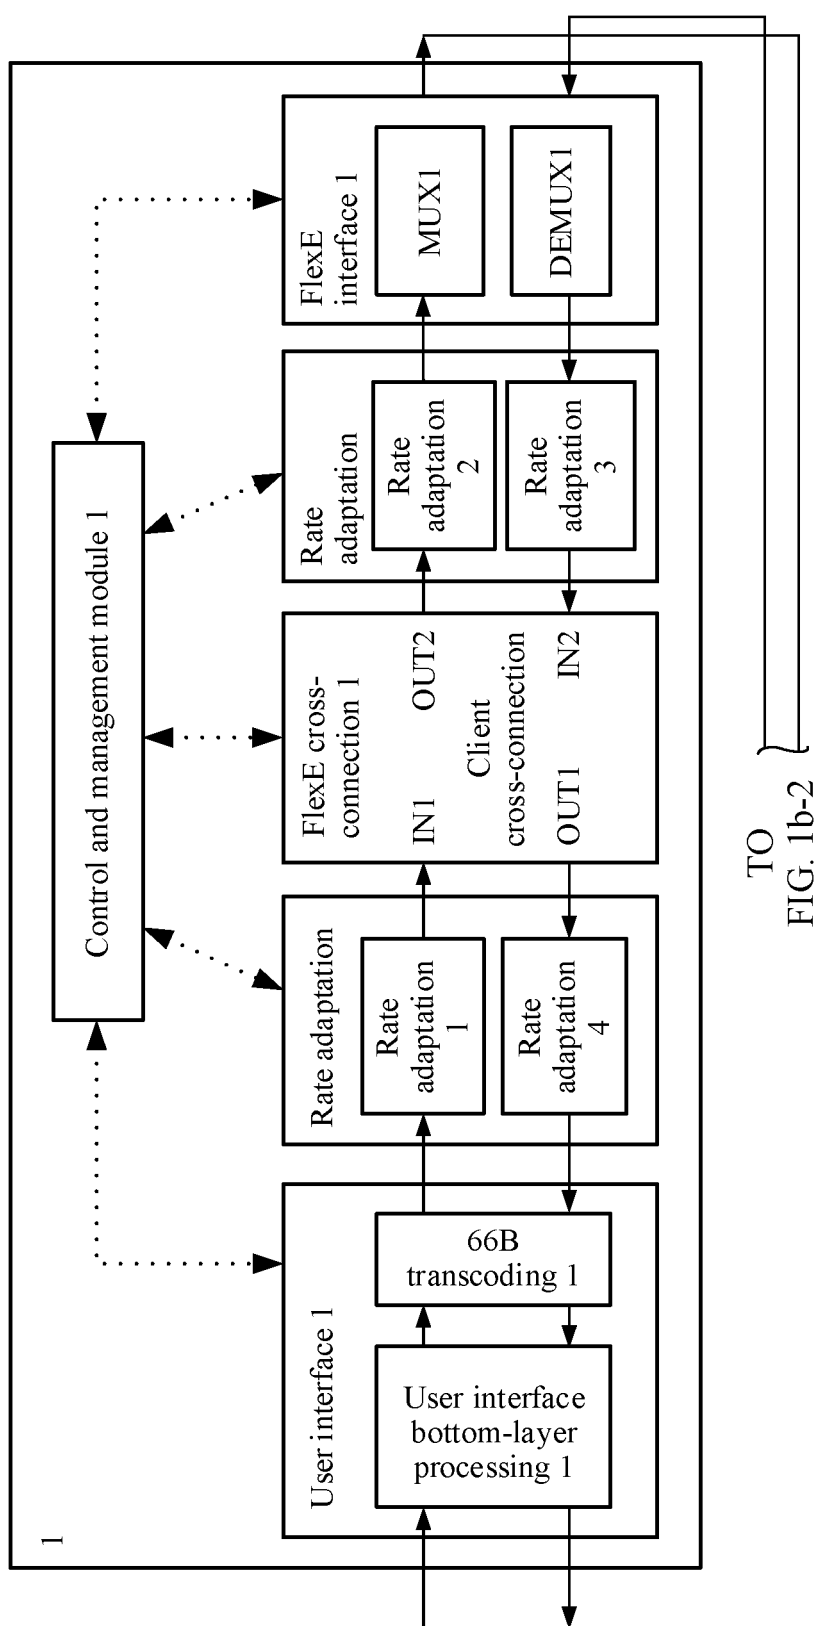 1
Control and management module 1
User interface 1
User interface
bottom-layer
processing 1
66B
transcoding 1
Rate adaptation
Rate
adaptation
1
Rate
adaptation
4
FlexE cross-
connection 1
IN1
OUT2
Client
cross-connection
OUT1
IN2
Rate
adaptation
Rate
adaptation
2
Rate
adaptation
3
FlexE
interface 1
MUX1
DEMUX1
TO
FIG. 1b-2